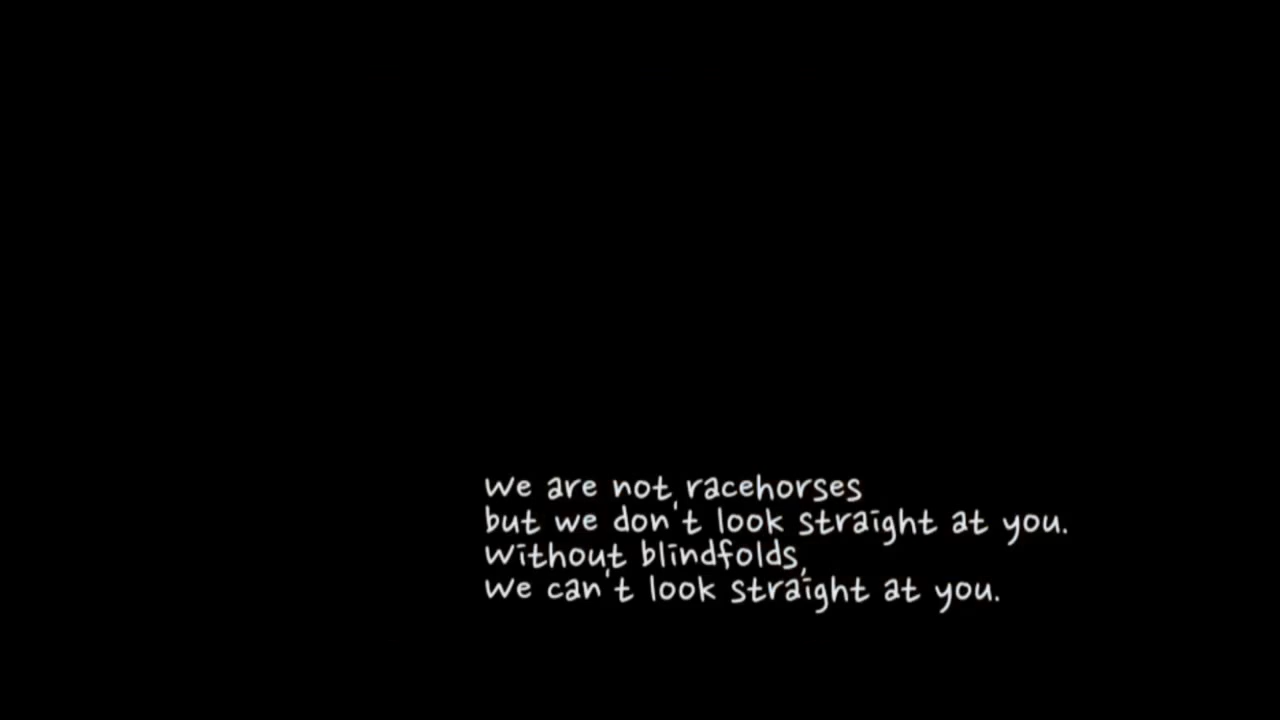 we are not racehorses
but we don't look straight at you.
without blindfolds,
we can't look straight at you.